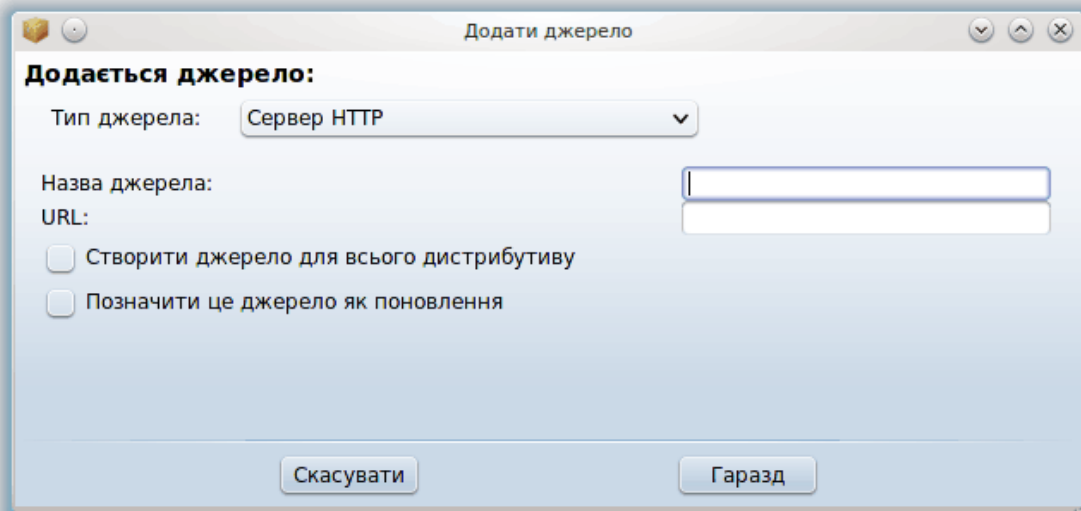 Додати джерело
Додається джерело:
Тип джерела: Сервер HTTP
Назва джерела:
URL:
Створити джерело для всього дистрибутиву
Позначити це джерело як поновлення
Скасувати Гаразд